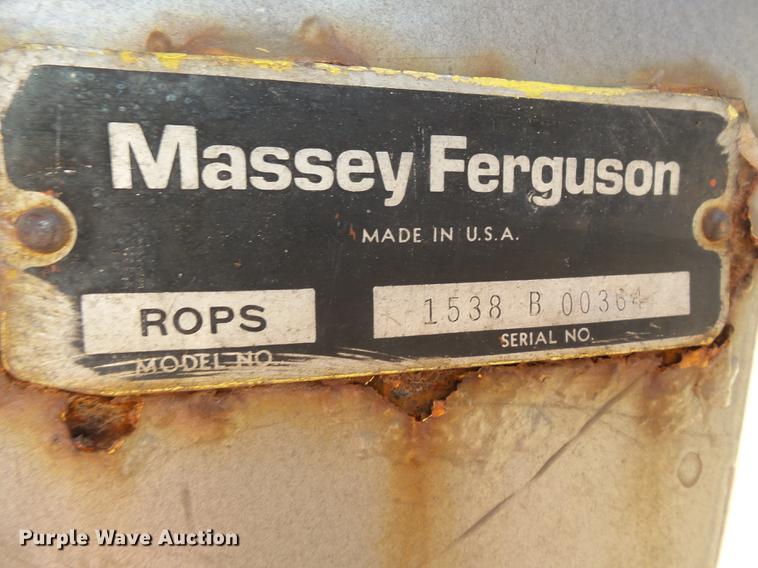 Massey Ferguson
MADE IN U.S.A.
ROPS
1538 B 00364
MODEL NO.
SERIAL NO.
Purple Wave Auction